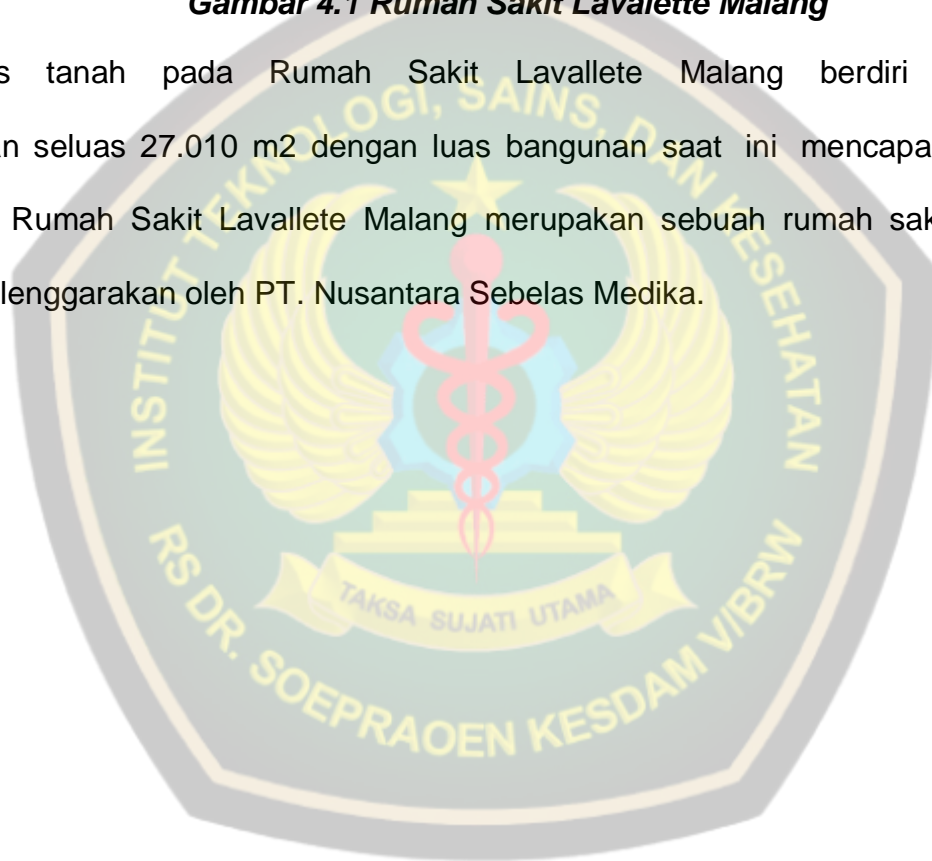 Gambar 4.1 Rumah Sakit Lavalette Malang
tanah pada Rumah Sakit Lavallete Malang berdiri
seluas 27.010 m2 dengan luas bangunan saat ini
Rumah Sakit Lavallete Malang merupakan sebuah rumah
lenggarakan oleh PT. Nusantara Sebelas Medika.
INSTITUT TEKNOLOGI, SAINS, DAN KESEHATAN
TAKSA SUJATI UTAMA
RS DR. SOEPRAOEN KESDAM V/BRW